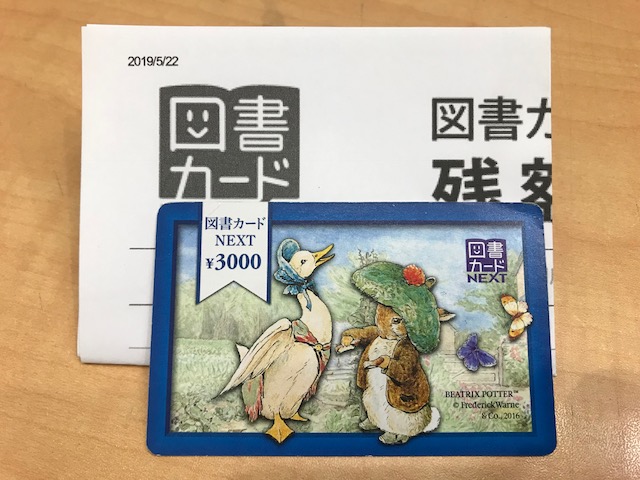 2019/5/22
図書
カード
図書カ
残
図書カード
NEXT
¥3000
図書
カード
NEXT
BEATRIX POTTER™
© Frederick Warne
& Co., 2016